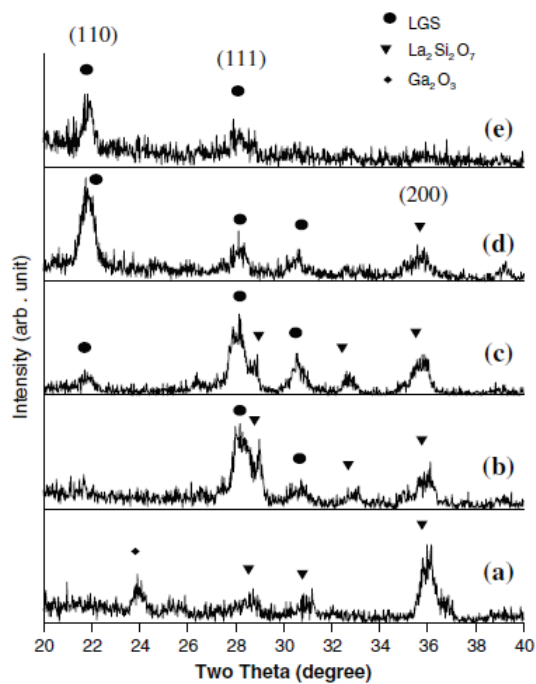 LGS
(110)
La₂Si₂O₇
(111)
Ga₂O₃
(e)
(200)
(d)
(c)
(b)
(a)
Intensity (arb . unit)
20 22 24 26 28 30 32 34 36 38 40
Two Theta (degree)